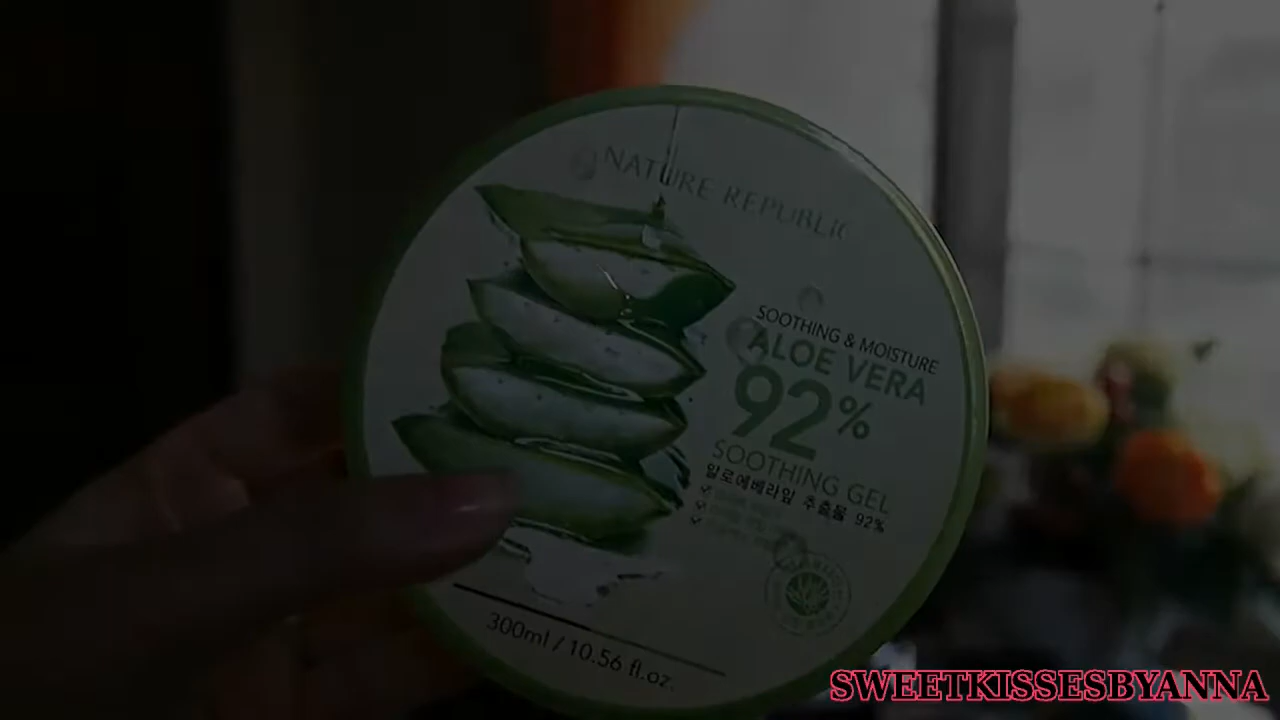 NATURE REPUBLIC
SOOTHING & MOISTURE
ALOE VERA
92%
SOOTHING GEL
알로에베라잎 추출물 92%
300ml / 10.56 fl.oz.
SWEETKISSESBYANNA